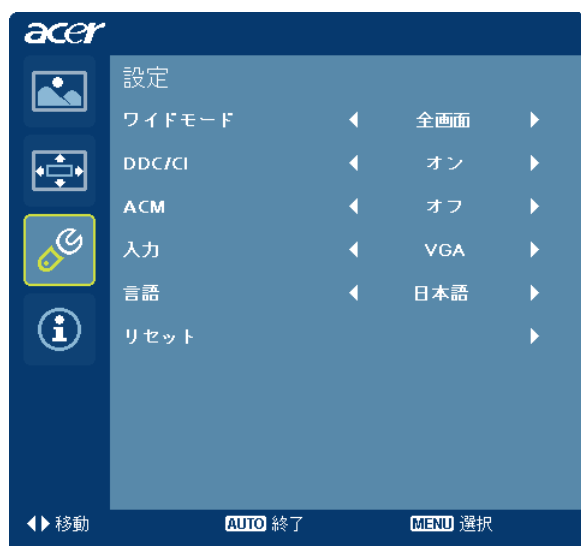 acer
設定
ワイドモード 全画面
DDC/CI オン
ACM オフ
入力 VGA
言語 日本語
リセット
移動 AUTO 終了 MENU 選択